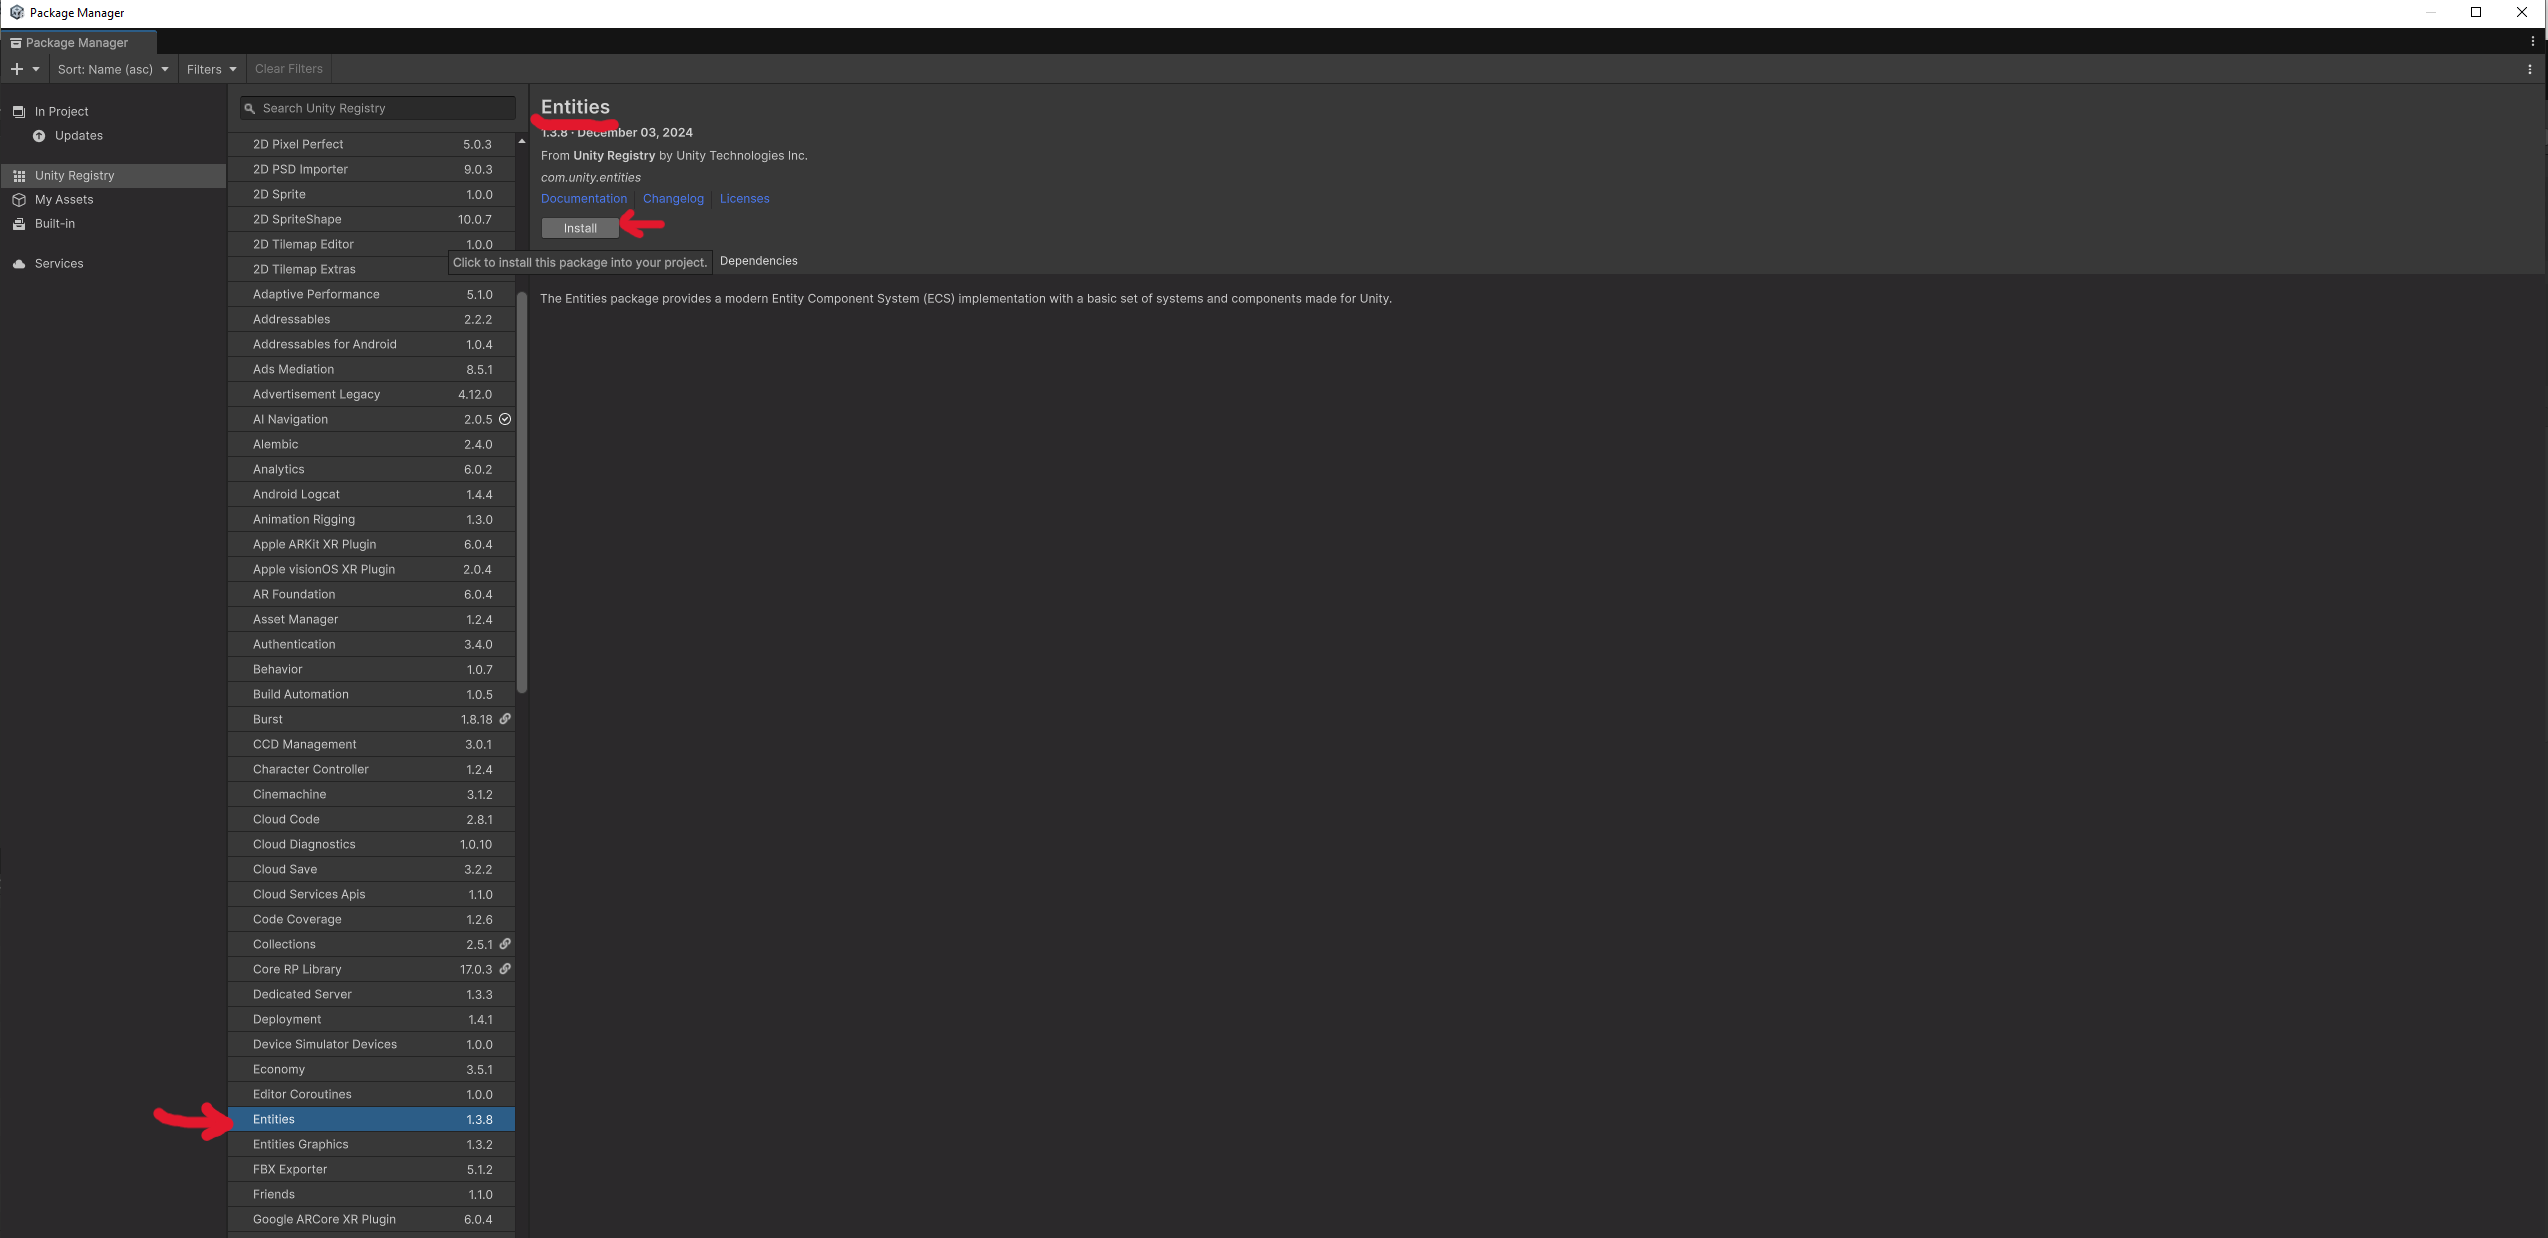 Package Manager
Package Manager
Sort: Name (asc) Filters Clear Filters
In Project
Updates
Unity Registry
My Assets
Built-in
Services
Search Unity Registry
2D Pixel Perfect 5.0.3
2D PSD Importer 9.0.3
2D Sprite 1.0.0
2D SpriteShape 10.0.7
2D Tilemap Editor 1.0.0
2D Tilemap Extras
Adaptive Performance 5.1.0
Addressables 2.2.2
Addressables for Android 1.0.4
Ads Mediation 8.5.1
Advertisement Legacy 4.12.0
AI Navigation 2.0.5
Alembic 2.4.0
Analytics 6.0.2
Android Logcat 1.4.4
Animation Rigging 1.3.0
Apple ARKit XR Plugin 6.0.4
Apple visionOS XR Plugin 2.0.4
AR Foundation 6.0.4
Asset Manager 1.2.4
Authentication 3.4.0
Behavior 1.0.7
Build Automation 1.0.5
Burst 1.8.18
CCD Management 3.0.1
Character Controller 1.2.4
Cinemachine 3.1.2
Cloud Code 2.8.1
Cloud Diagnostics 1.0.10
Cloud Save 3.2.2
Cloud Services Apis 1.1.0
Code Coverage 1.2.6
Collections 2.5.1
Core RP Library 17.0.3
Dedicated Server 1.3.3
Deployment 1.4.1
Device Simulator Devices 1.0.0
Economy 3.5.1
Editor Coroutines 1.0.0
Entities 1.3.8
Entities Graphics 1.3.2
FBX Exporter 5.1.2
Friends 1.1.0
Google ARCore XR Plugin 6.0.4
Entities
1.3.8 · December 03, 2024
From Unity Registry by Unity Technologies Inc.
com.unity.entities
Documentation Changelog Licenses
Install
Click to install this package into your project. Dependencies
The Entities package provides a modern Entity Component System (ECS) implementation with a basic set of systems and components made for Unity.